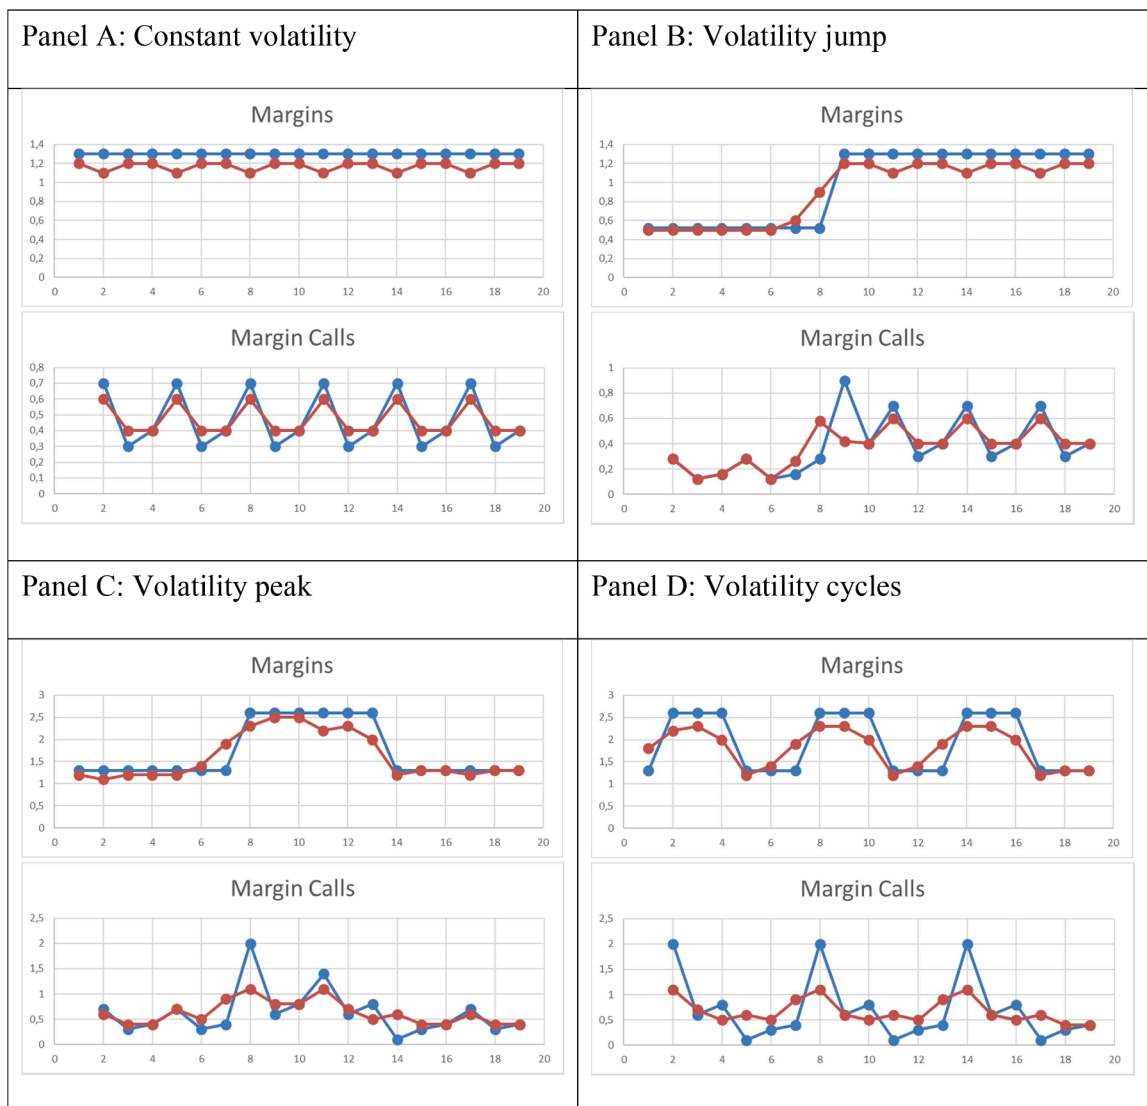 Panel A: Constant volatility
Panel B: Volatility jump
Margins
1,4
1,2
1
0,8
0,6
0,4
0,2
0
0 2 4 6 8 10 12 14 16 18 20
Margin Calls
0,8
0,7
0,6
0,5
0,4
0,3
0,2
0,1
0
0 2 4 6 8 10 12 14 16 18 20
Margins
1,4
1,2
1
0,8
0,6
0,4
0,2
0
0 2 4 6 8 10 12 14 16 18 20
Margin Calls
1
0,8
0,6
0,4
0,2
0
0 2 4 6 8 10 12 14 16 18 20
Panel C: Volatility peak
Panel D: Volatility cycles
Margins
3
2,5
2
1,5
1
0,5
0
0 2 4 6 8 10 12 14 16 18 20
Margin Calls
2,5
2
1,5
1
0,5
0
0 2 4 6 8 10 12 14 16 18 20
Margins
3
2,5
2
1,5
1
0,5
0
0 2 4 6 8 10 12 14 16 18 20
Margin Calls
2,5
2
1,5
1
0,5
0
0 2 4 6 8 10 12 14 16 18 20